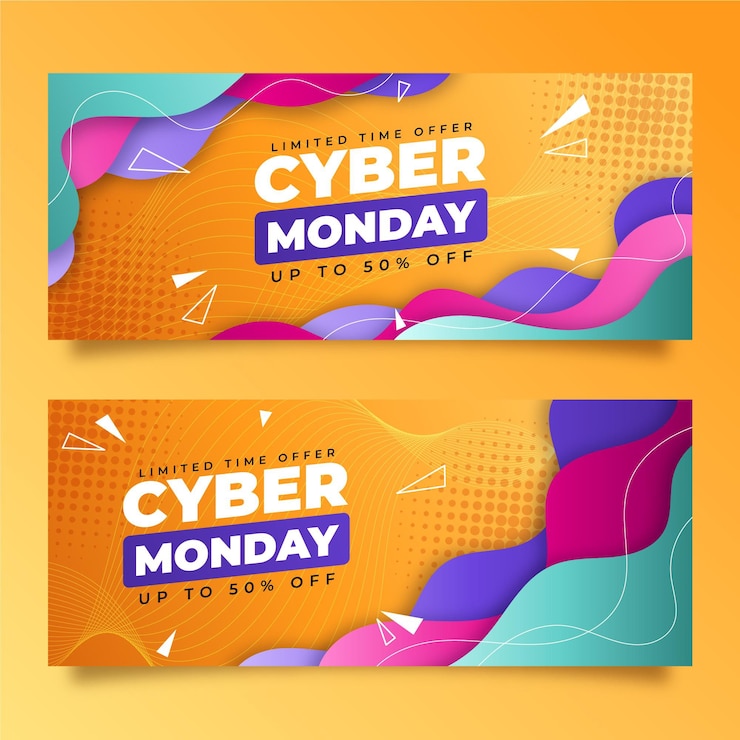 LIMITED TIME OFFER
CYBER
MONDAY
UP TO 50% OFF
LIMITED TIME OFFER
CYBER
MONDAY
UP TO 50% OFF